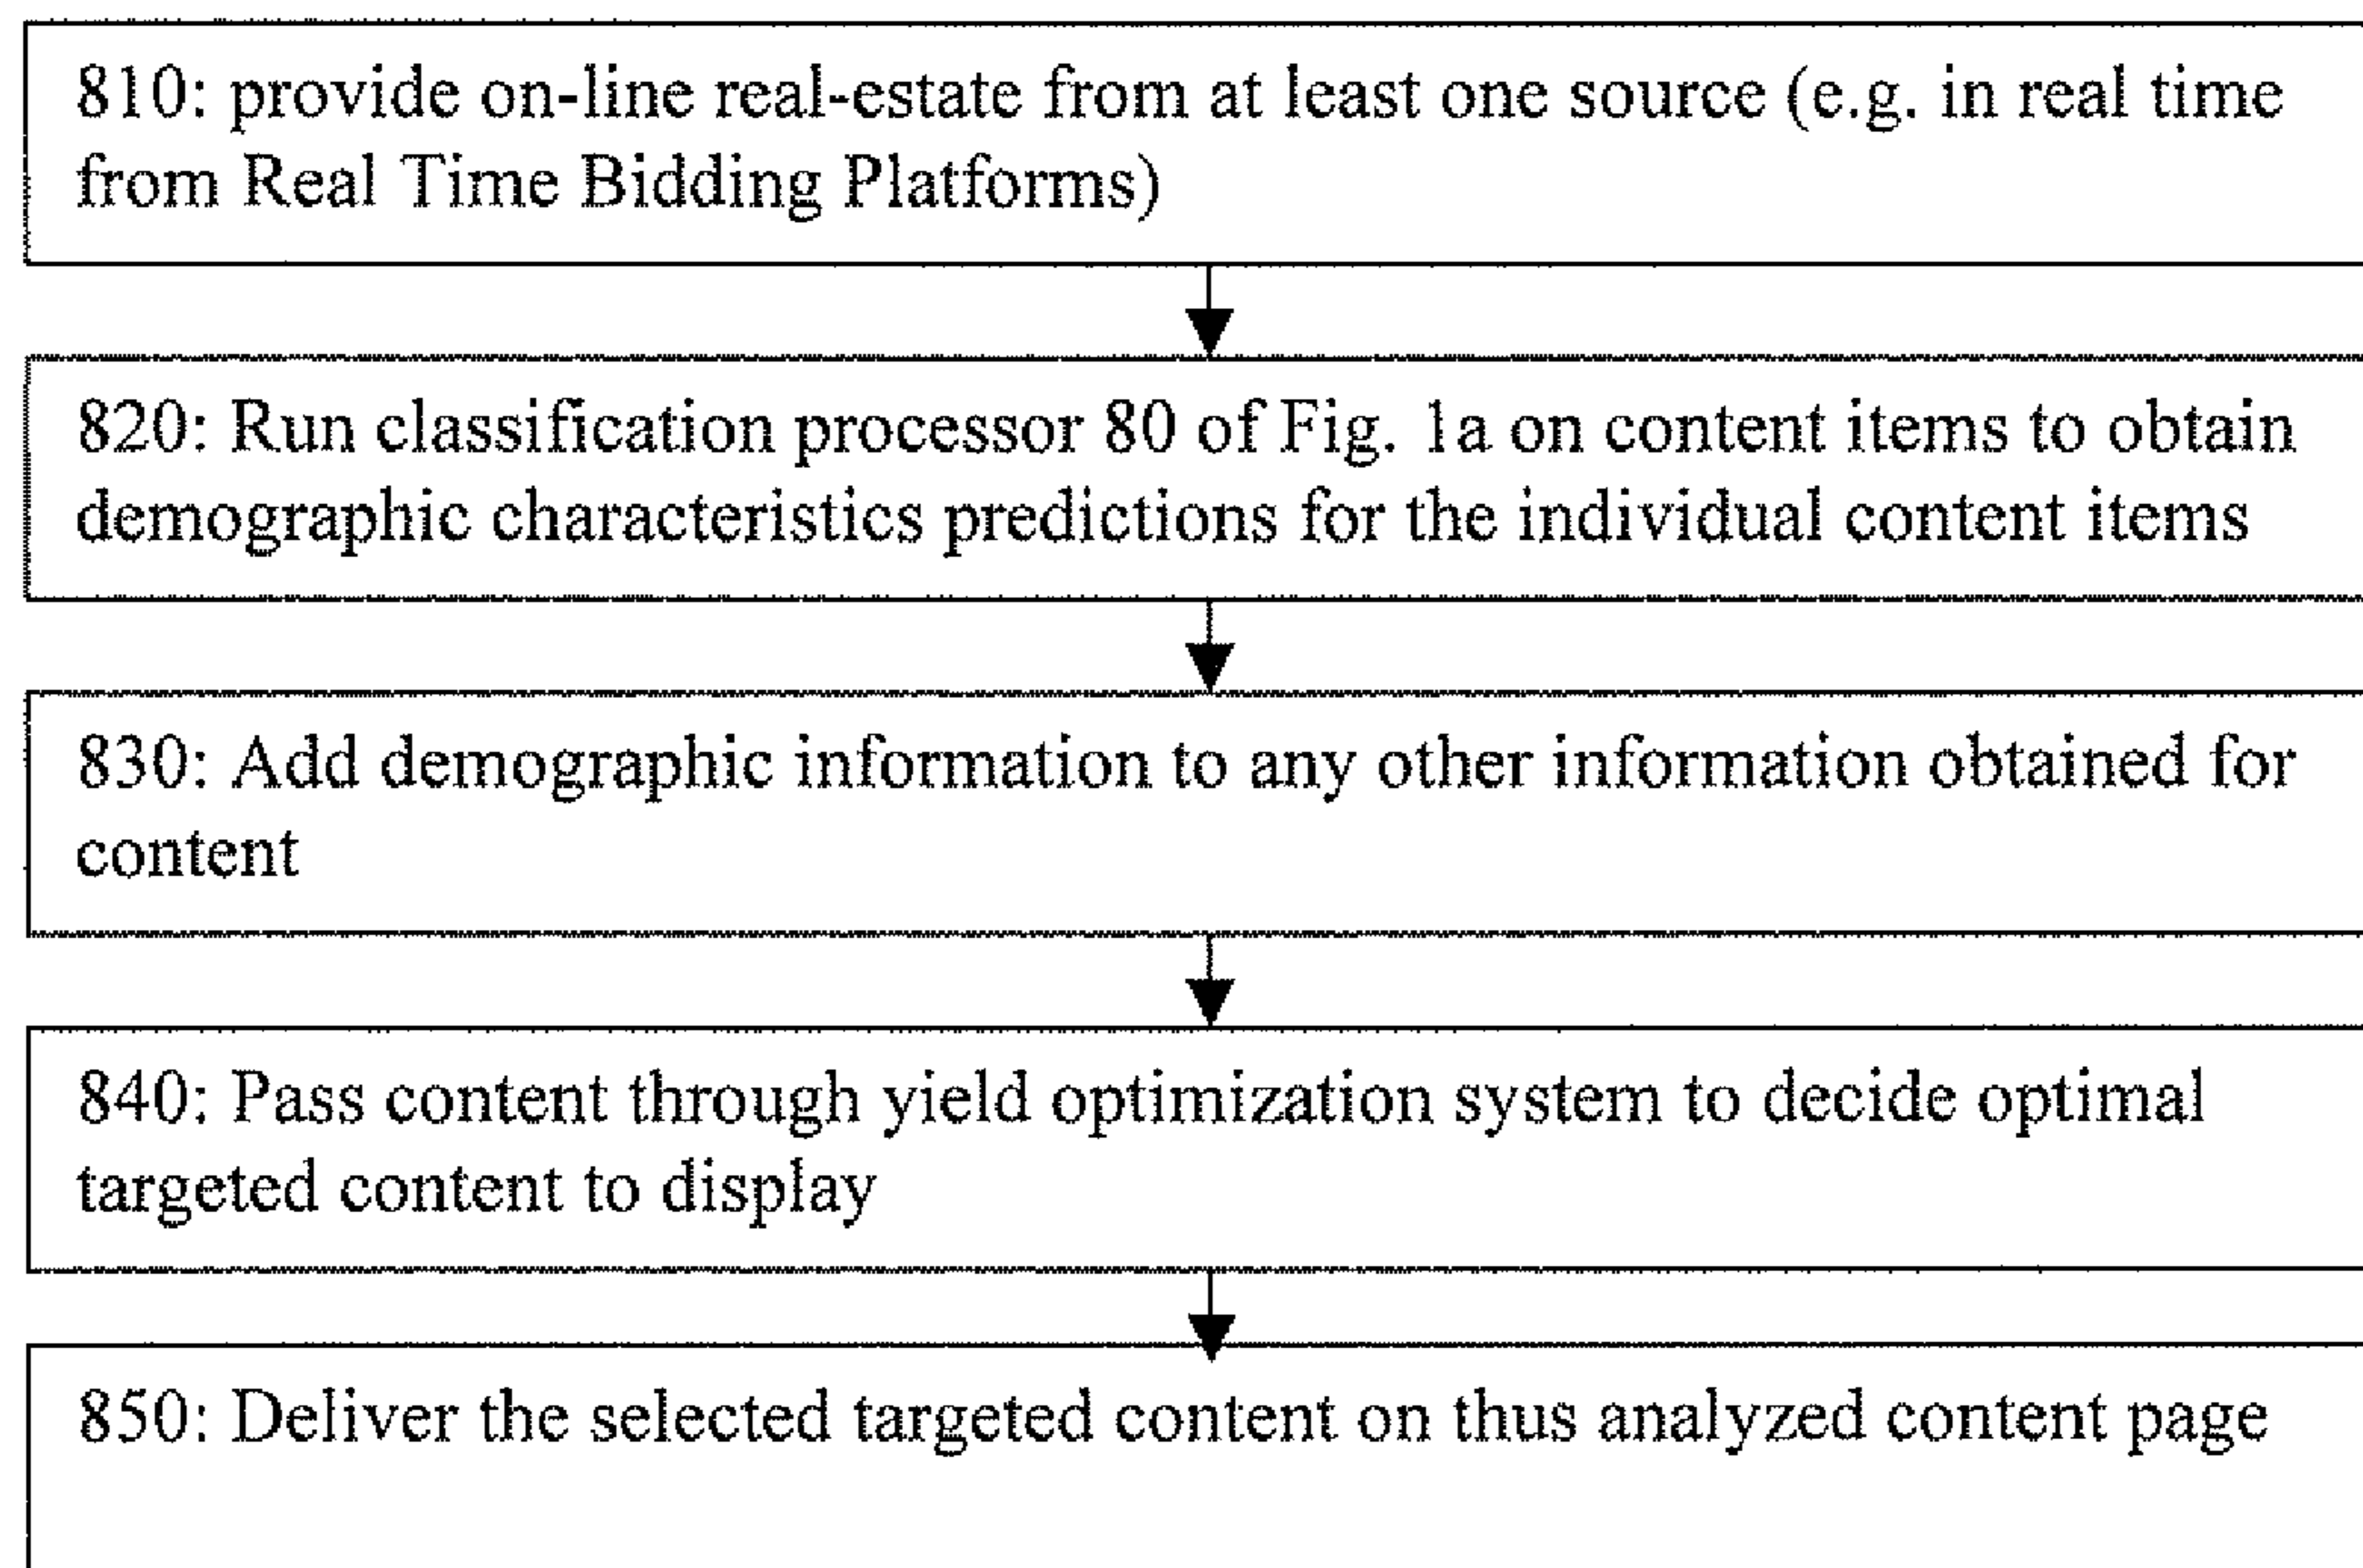 810: provide on-line real-estate from at least one source (e.g. in real time
from Real Time Bidding Platforms)
820: Run classification processor 80 of Fig. 1a on content items to obtain
demographic characteristics predictions for the individual content items
830: Add demographic information to any other information obtained for
content
840: Pass content through yield optimization system to decide optimal
targeted content to display
850: Deliver the selected targeted content on thus analyzed content page